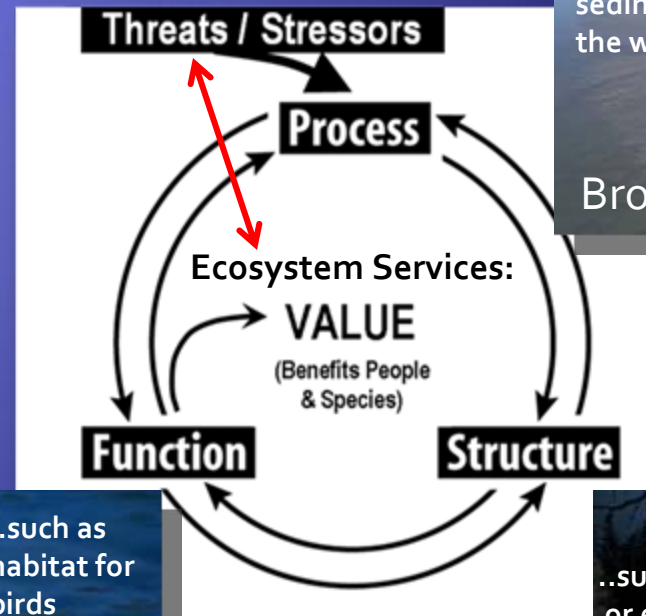 Threats / Stressors
the w
Process
Bro
Ecosystem Services:
VALUE
(Benefits People
& Species)
Function
Structure
..such as
habitat for
birds
..su
or